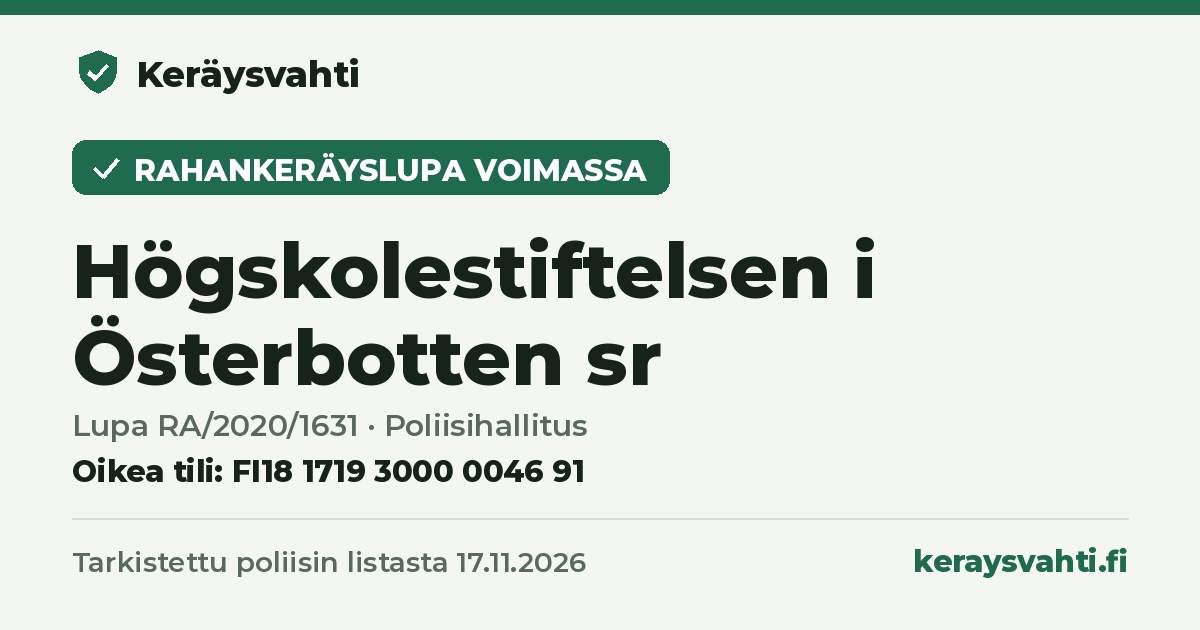 Keräysvahti
RAHANKERÄYSLUPA VOIMASSA
Högskolestiftelsen i
Österbotten sr
Lupa RA/2020/1631 · Poliisihallitus
Oikea tili: FI18 1719 3000 0046 91
Tarkistettu poliisin listasta 17.11.2026
keraysvahti.fi